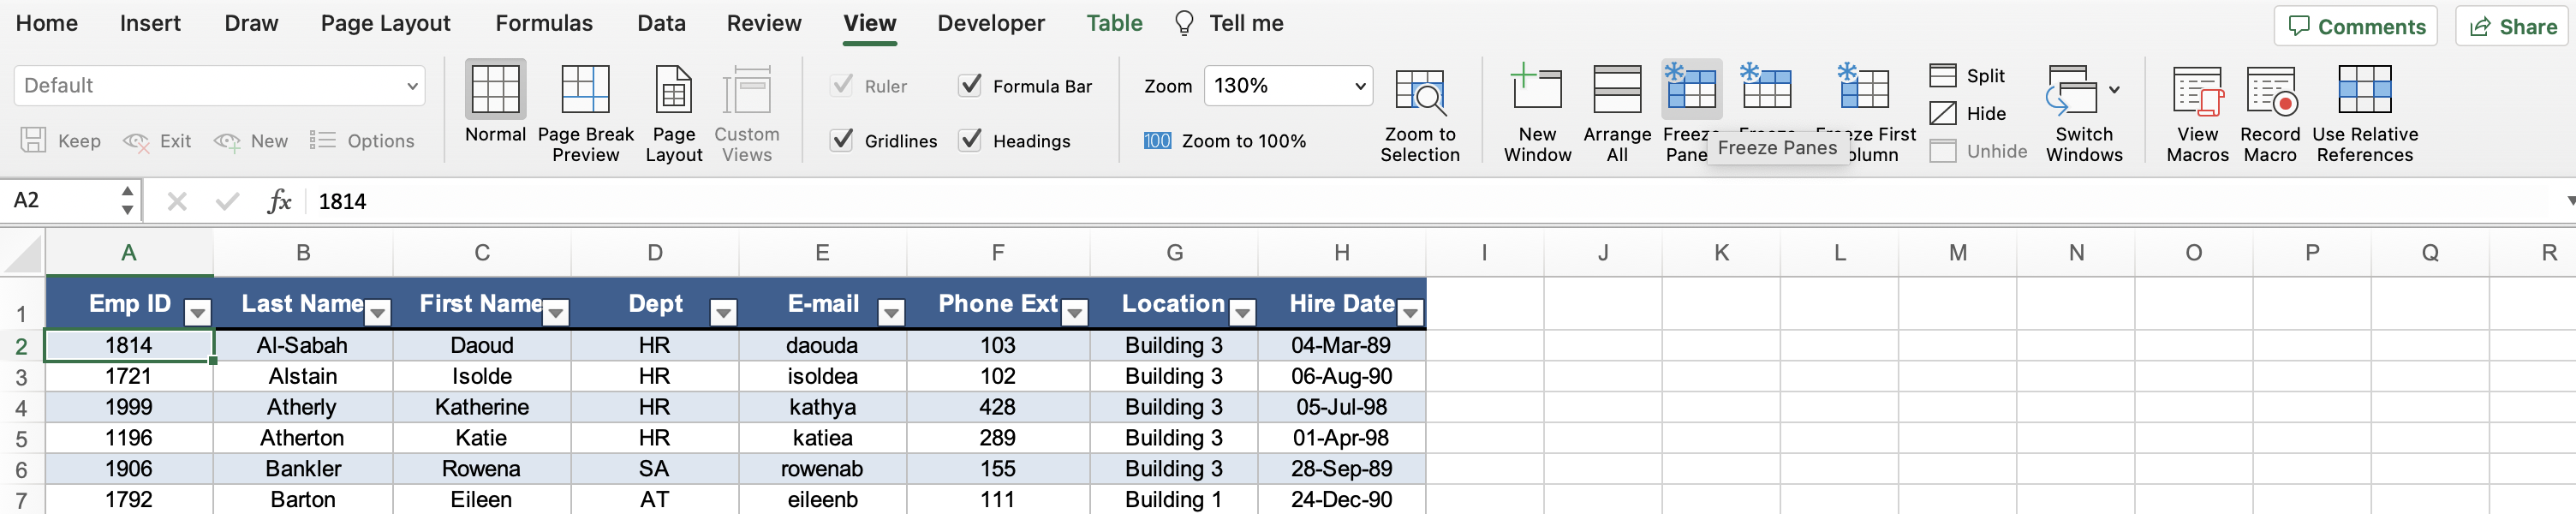 Home Insert Draw Page Layout Formulas Data Review View Developer Table Tell me Comments Share
Default
Keep Exit New Options
Normal
Page Break Preview
Page Layout
Custom Views
Ruler Formula Bar
Gridlines Headings
Zoom 130%
100 Zoom to 100%
Zoom to Selection
New Window
Arrange All
Freeze
Freeze Panes
Freeze First
Split
Hide
Unhide
Switch Windows
View Macros
Record Macro
Use Relative References
A2 fx 1814
A B C D E F G H I J K L M N O P Q R
1 Emp ID Last Name First Name Dept E-mail Phone Ext Location Hire Date
2 1814 Al-Sabah Daoud HR daouda 103 Building 3 04-Mar-89
3 1721 Alstain Isolde HR isoldea 102 Building 3 06-Aug-90
4 1999 Atherly Katherine HR kathya 428 Building 3 05-Jul-98
5 1196 Atherton Katie HR katiea 289 Building 3 01-Apr-98
6 1906 Bankler Rowena SA rowenab 155 Building 3 28-Sep-89
7 1792 Barton Eileen AT eileenb 111 Building 1 24-Dec-90